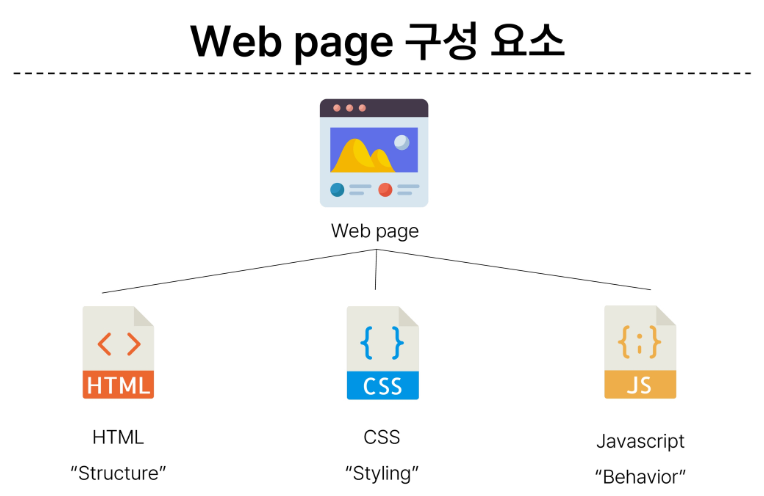 Web page 구성 요소
Web page
HTML
CSS
JS
HTML
CSS
Javascript
“Structure”
“Styling”
“Behavior”